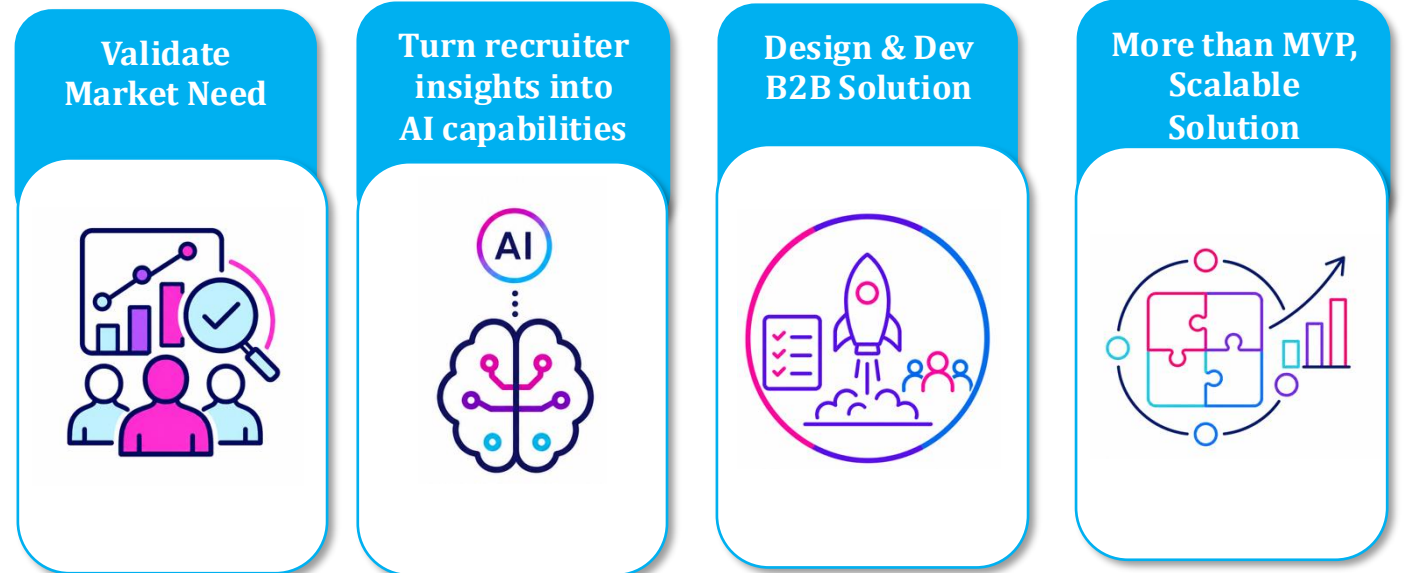 Validate
Market Need
Turn recruiter
insights into
AI capabilities
Design & Dev
B2B Solution
More than MVP,
Scalable
Solution
AI